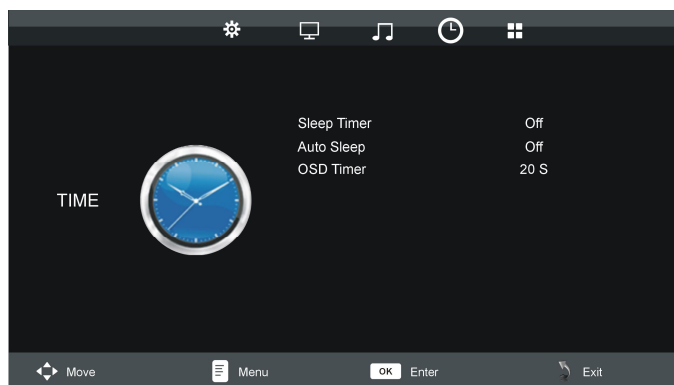 Sleep Timer Off
Auto Sleep Off
OSD Timer 20 S
TIME
Move Menu OK Enter Exit